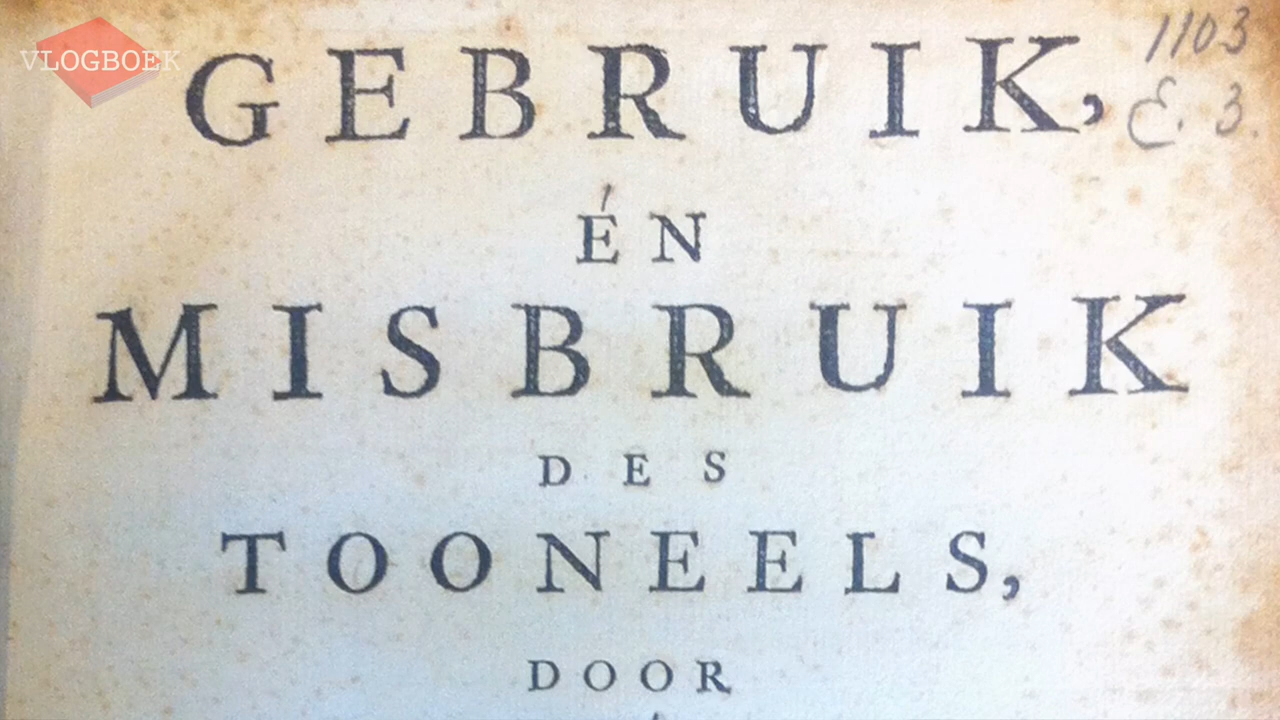 VLOGBOEK
GEBRUIK,
1103
E. 3.
ÉN
MISBRUIK
DES
TOONEELS,
DOOR